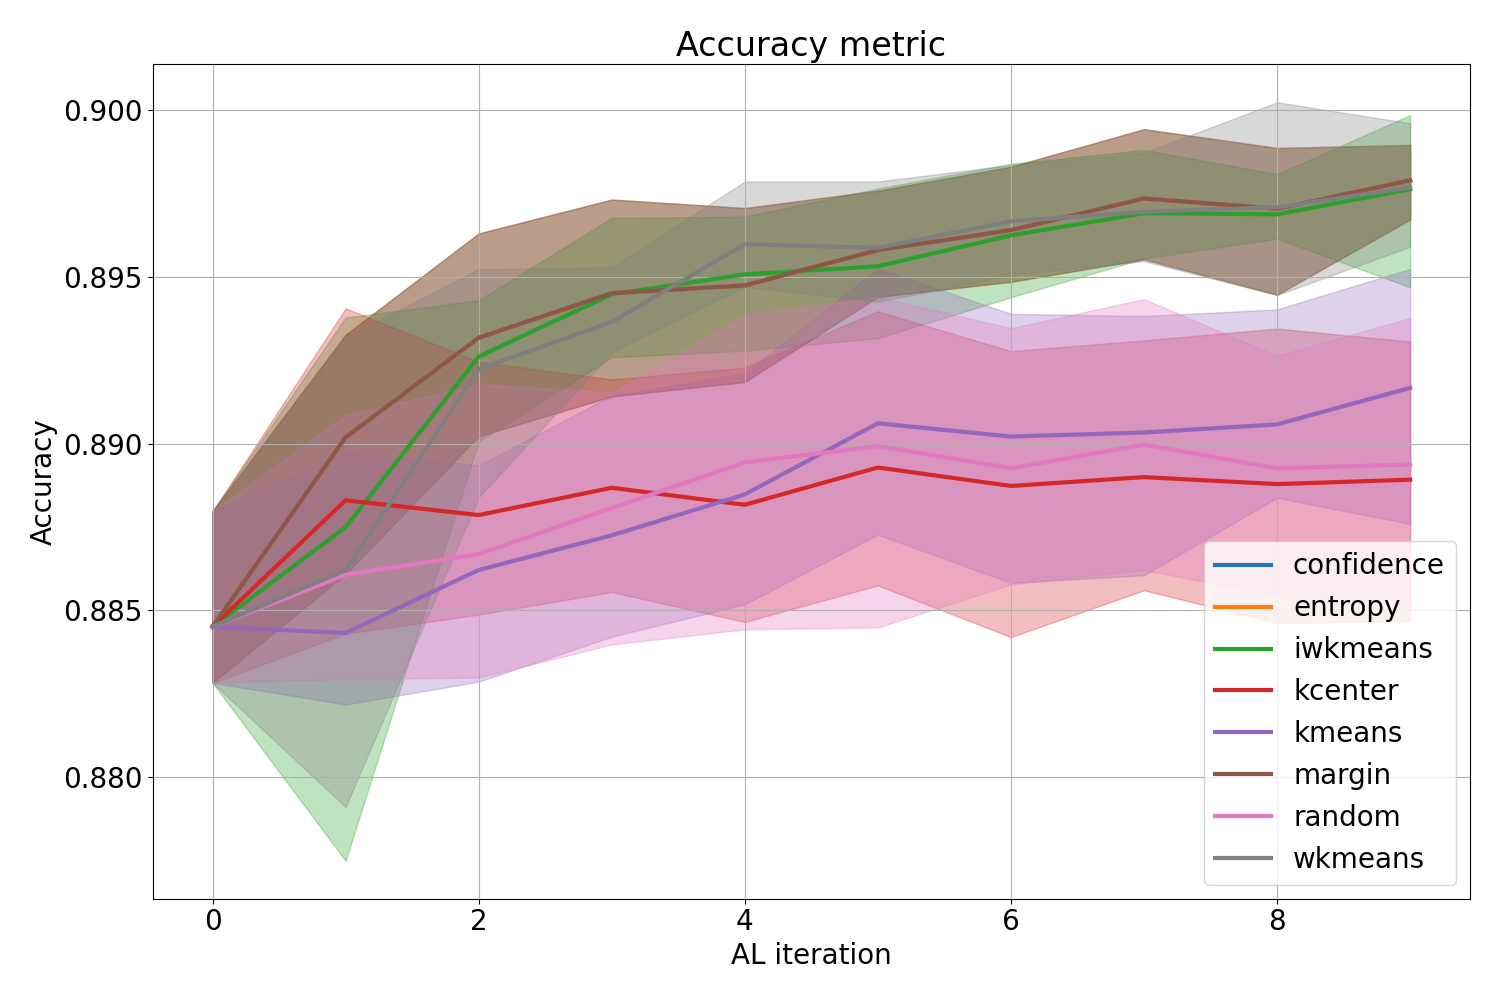 Accuracy metric
0.900
0.895
0.890
0.885
0.880
Accuracy
0 2 4 6 8
AL iteration
confidence
entropy
iwkmeans
kcenter
kmeans
margin
random
wkmeans